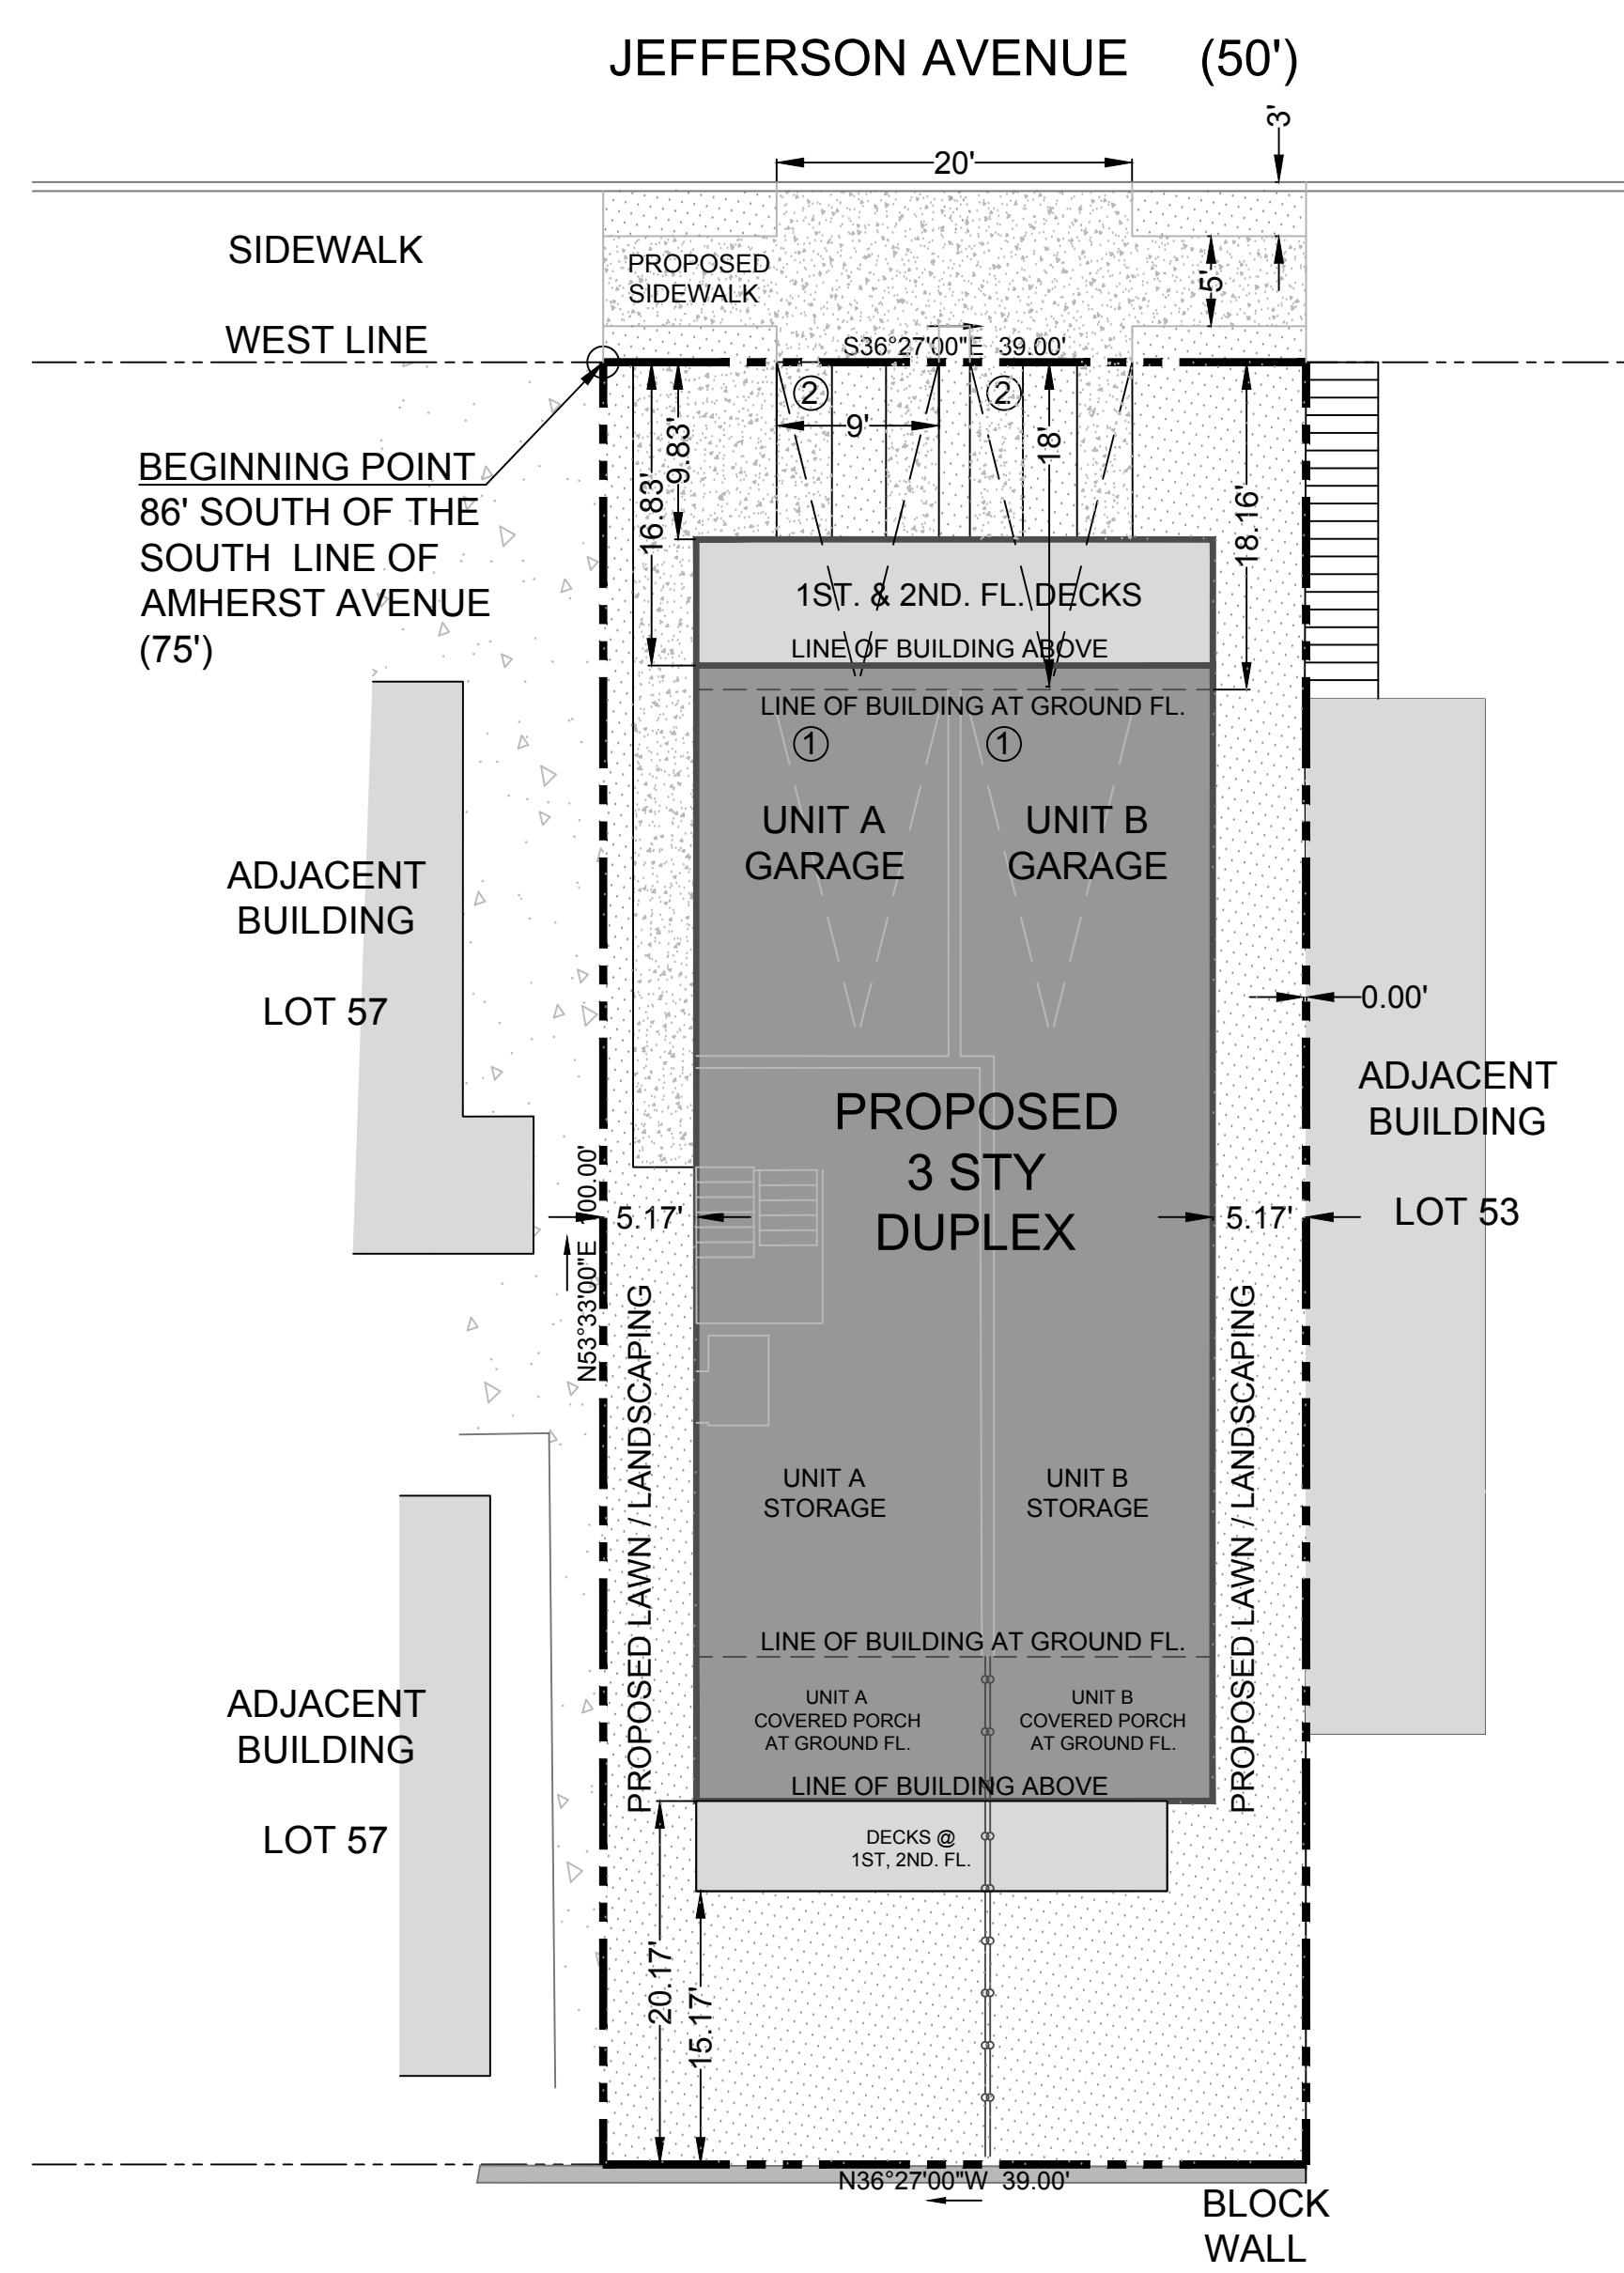 JEFFERSON AVENUE (50')
3'
20'
SIDEWALK
PROPOSED
SIDEWALK
5'
WEST LINE
S36°27'00"E 39.00'
2
2
9'
9.83'
16.83'
18'
18.16'
BEGINNING POINT
86' SOUTH OF THE
SOUTH LINE OF
AMHERST AVENUE
(75')
1ST. & 2ND. FL. DECKS
LINE OF BUILDING ABOVE
LINE OF BUILDING AT GROUND FL.
1
1
UNIT A
GARAGE
UNIT B
GARAGE
ADJACENT
BUILDING
LOT 57
0.00'
ADJACENT
BUILDING
LOT 53
PROPOSED
3 STY
DUPLEX
5.17'
5.17'
N53°33'00"E 00.00'
PROPOSED LAWN / LANDSCAPING
PROPOSED LAWN / LANDSCAPING
UNIT A
STORAGE
UNIT B
STORAGE
LINE OF BUILDING AT GROUND FL.
UNIT A
COVERED PORCH
AT GROUND FL.
UNIT B
COVERED PORCH
AT GROUND FL.
LINE OF BUILDING ABOVE
ADJACENT
BUILDING
LOT 57
DECKS @
1ST, 2ND. FL.
20.17'
15.17'
N36°27'00"W 39.00'
BLOCK
WALL